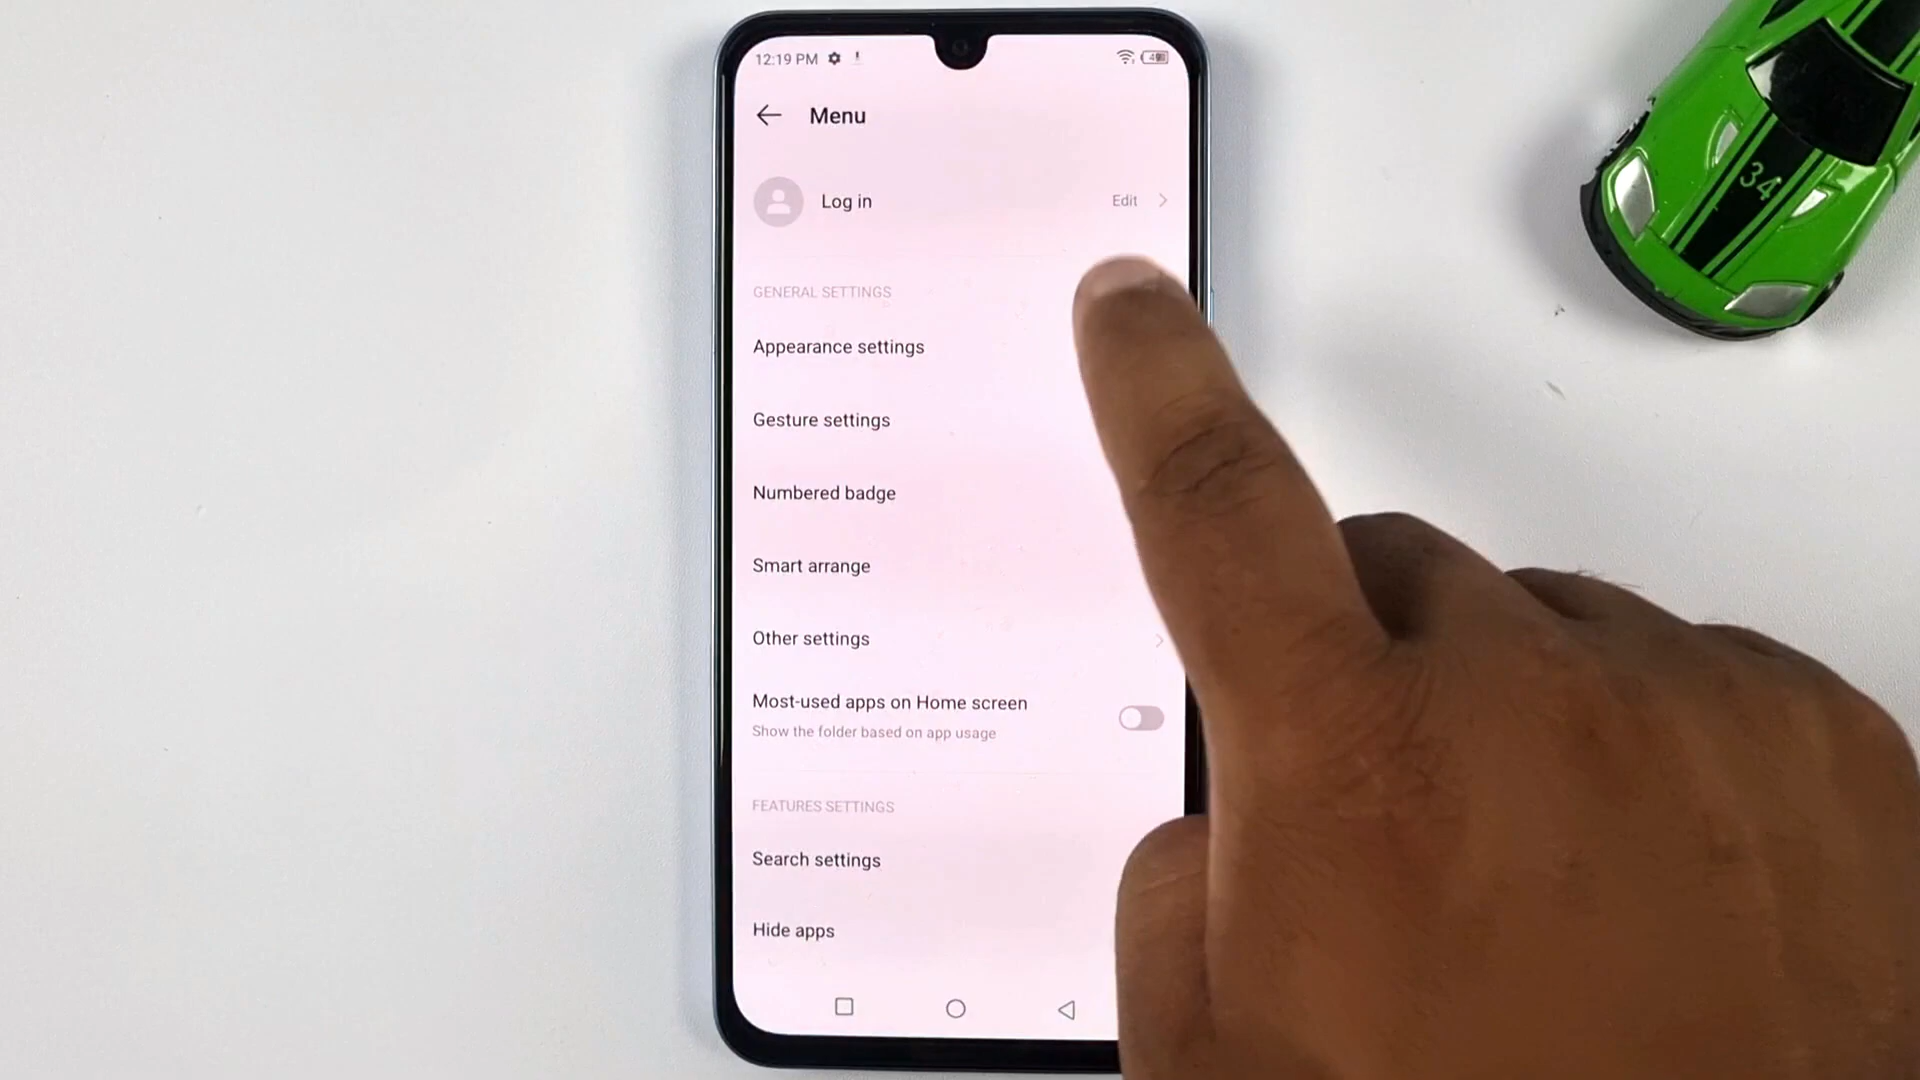 12:19 PM
Menu
Log in
Edit
GENERAL SETTINGS
Appearance settings
Gesture settings
Numbered badge
Smart arrange
Other settings
Most-used apps on Home screen
Show the folder based on app usage
FEATURES SETTINGS
Search settings
Hide apps
34